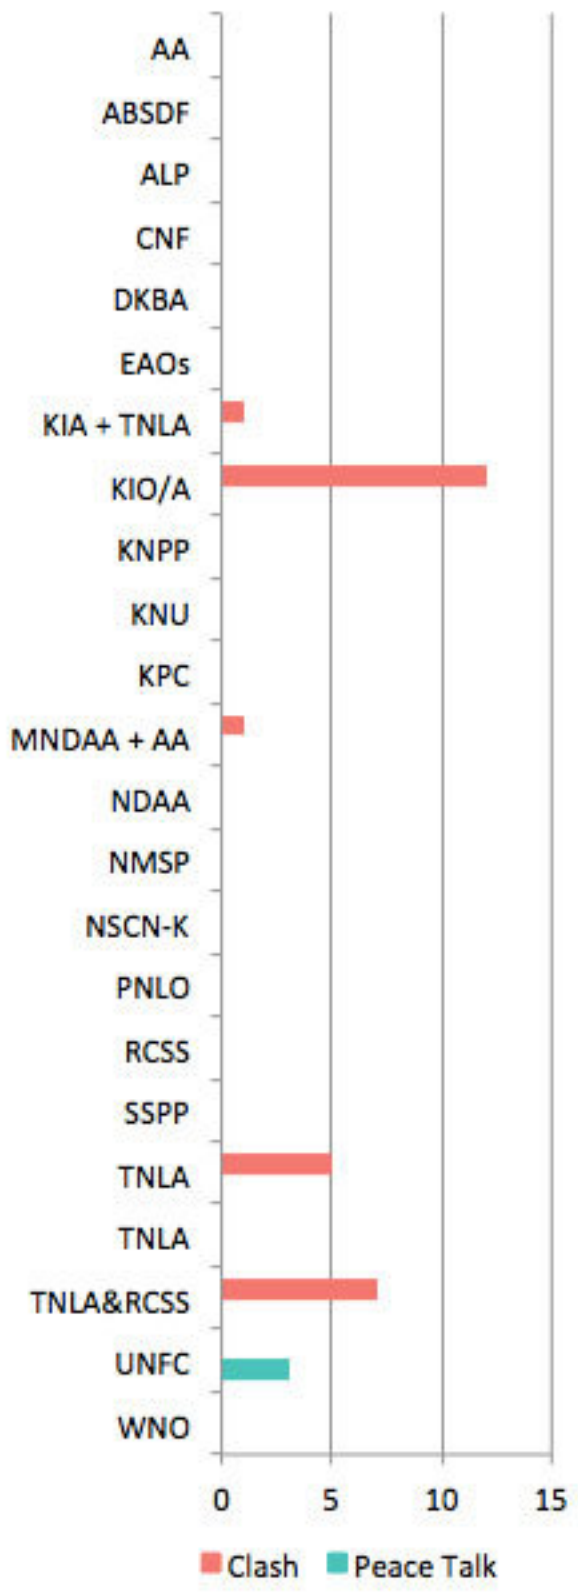 AA
ABSDF
ALP
CNF
DKBA
EAOs
KIA + TNLA
KIO/A
KNPP
KNU
KPC
MNDAA + AA
NDAA
NMSP
NSCN-K
PNLO
RCSS
SSPP
TNLA
TNLA
TNLA&RCSS
UNFC
WNO
0 5 10 15
Clash Peace Talk